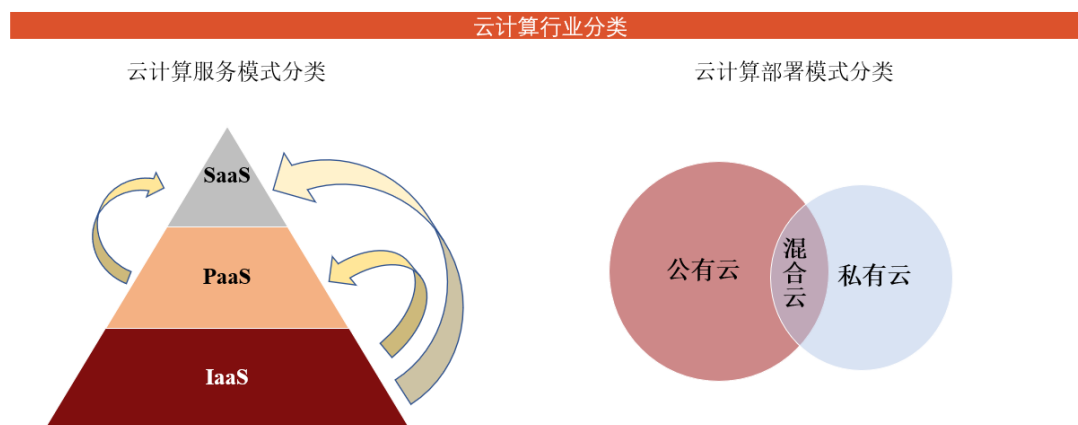 云计算行业分类
云计算服务模式分类
SaaS
PaaS
IaaS
云计算部署模式分类
公有云
混合云
私有云